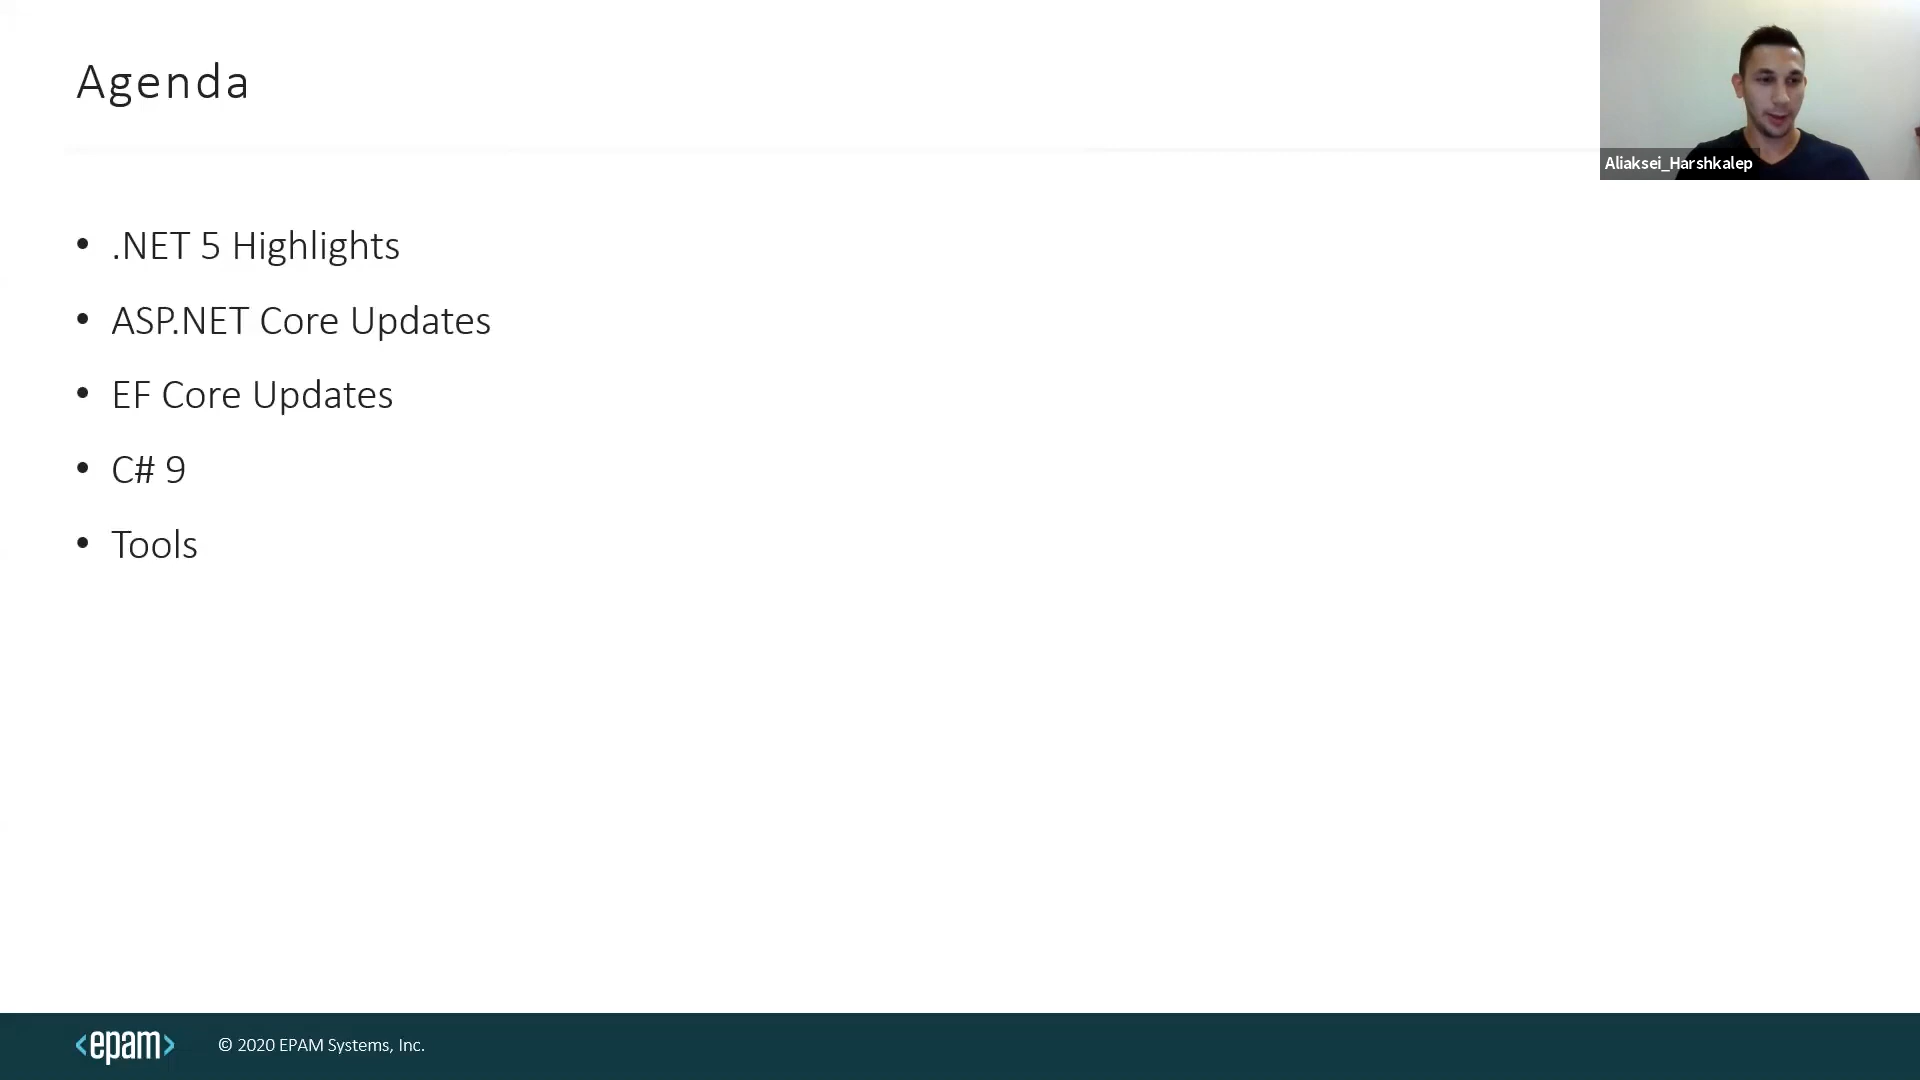 Agenda
Aliaksei_Harshkalep
• .NET 5 Highlights
• ASP.NET Core Updates
• EF Core Updates
• C# 9
• Tools
<epam> © 2020 EPAM Systems, Inc.